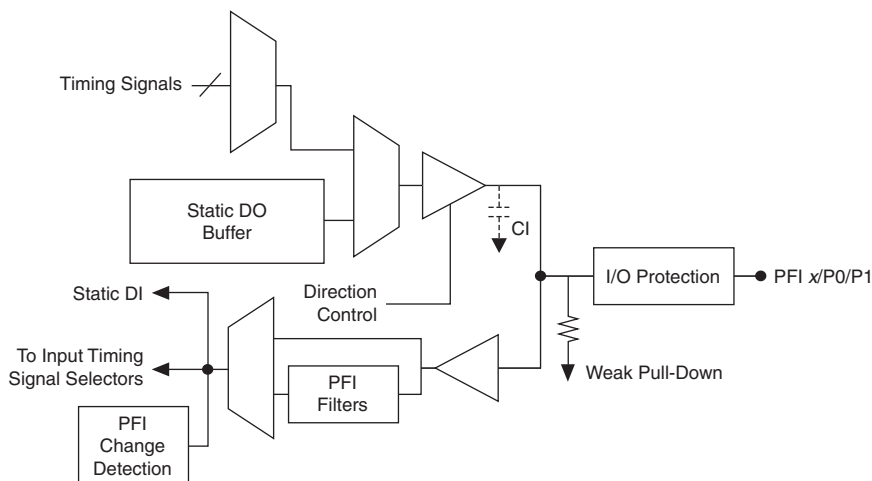 Timing Signals
Static DO
Buffer
CI
I/O Protection
PFI x/P0/P1
Static DI
Direction
Control
To Input Timing
Signal Selectors
PFI
Filters
Weak Pull-Down
PFI
Change
Detection